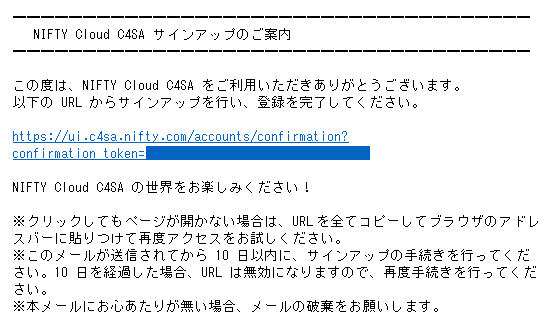 NIFTY Cloud C4SA サインアップのご案内
この度は、NIFTY Cloud C4SA をご利用いただきありがとうございます。
以下の URL からサインアップを行い、登録を完了してください。
https://ui.c4sa.nifty.com/accounts/confirmation?
confirmation_token=
NIFTY Cloud C4SA の世界をお楽しみください！
※クリックしてもページが開かない場合は、URLを全てコピーしてブラウザのアドレ
スバーに貼りつけて再度アクセスをお試しください。
※このメールが送信されてから 10 日以内に、サインアップの手続きを行ってくだ
さい。10 日を経過した場合、URL は無効になりますので、再度手続きを行ってくだ
さい。
※本メールにお心あたりが無い場合、メールの破棄をお願いします。